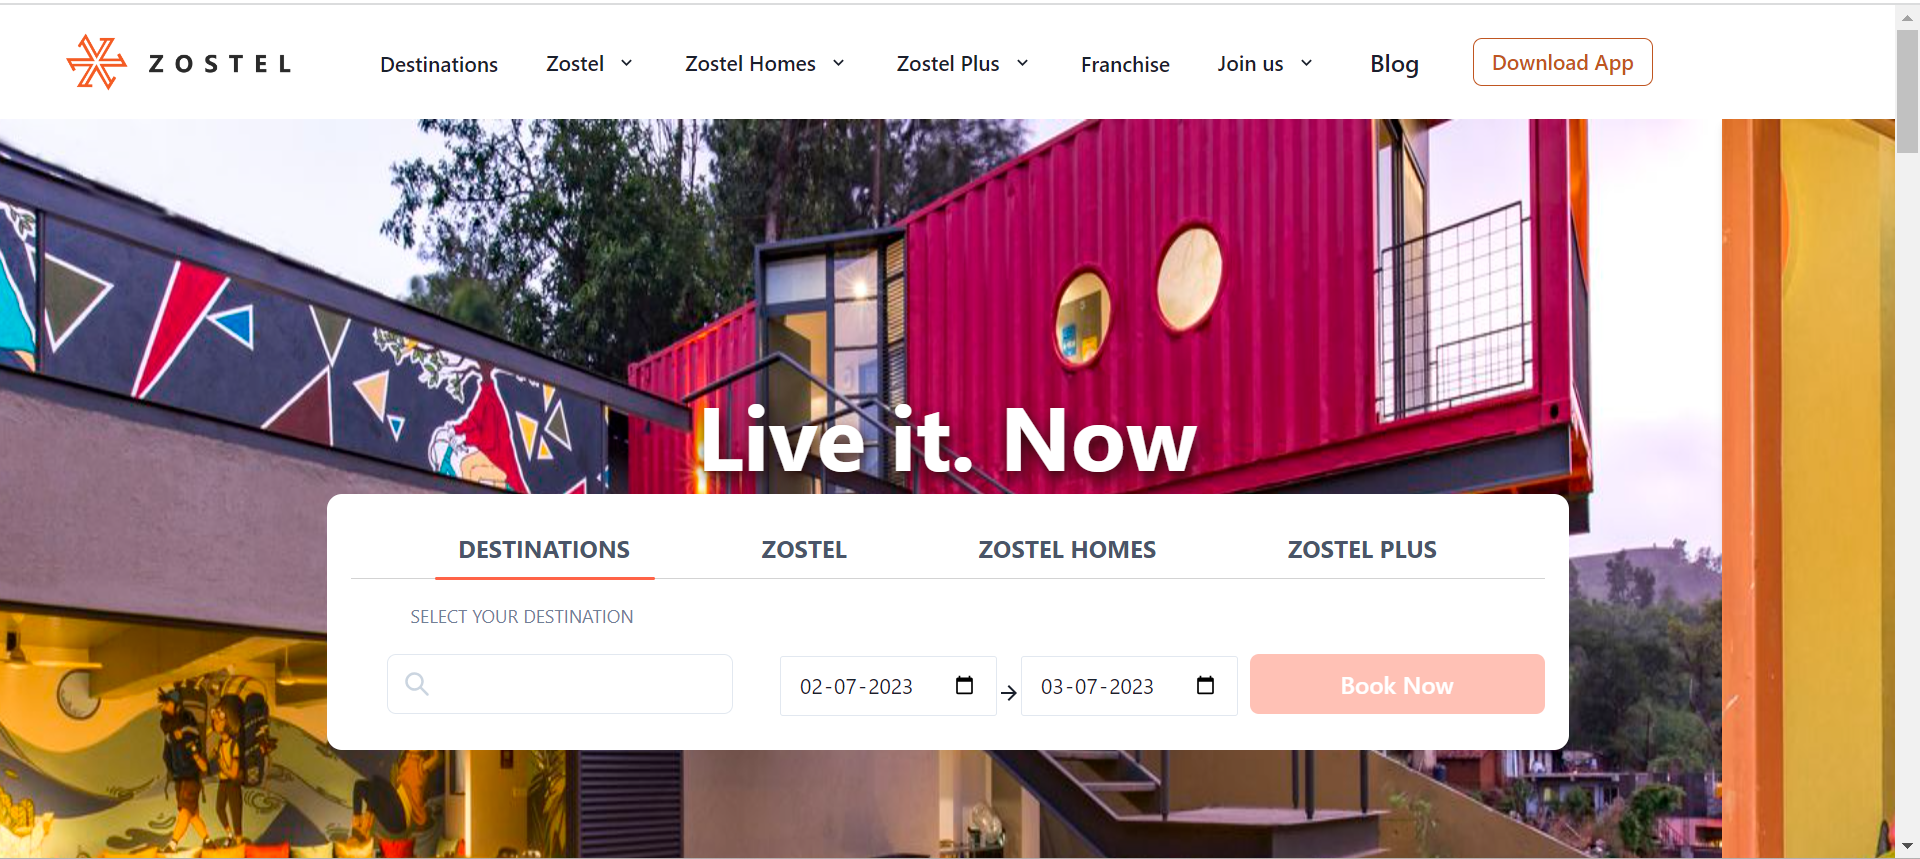 ZOSTEL Destinations Zostel Zostel Homes Zostel Plus Franchise Join us Blog Download App
Live it. Now
DESTINATIONS ZOSTEL ZOSTEL HOMES ZOSTEL PLUS
SELECT YOUR DESTINATION
02-07-2023 → 03-07-2023 Book Now